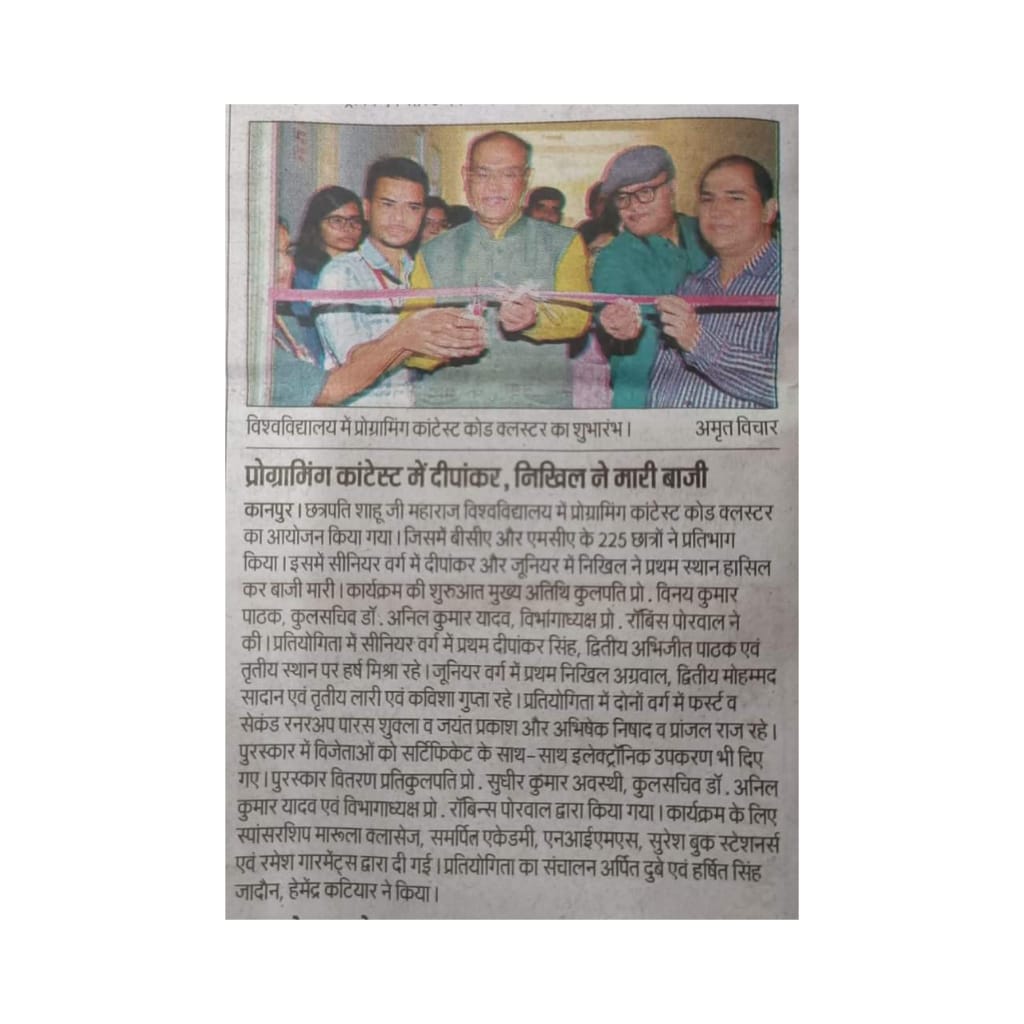 विश्वविद्यालय में प्रोग्रामिंग कांटेस्ट कोड क्लस्टर का शुभारंभ। अमृत विचार
प्रोग्रामिंग कांटेस्ट में दीपांकर, निखिल ने मारी बाजी
कानपुर। छत्रपति शाहू जी महाराज विश्वविद्यालय में प्रोग्रामिंग कांटेस्ट कोड क्लस्टर
का आयोजन किया गया। जिसमें बीसीए और एमसीए के 225 छात्रों ने प्रतिभाग
किया। इसमें सीनियर वर्ग में दीपांकर और जूनियर में निखिल ने प्रथम स्थान हासिल
कर बाजी मारी। कार्यक्रम की शुरुआत मुख्य अतिथि कुलपति प्रो. विनय कुमार
पाठक, कुलसचिव डॉ. अनिल कुमार यादव, विभागाध्यक्ष प्रो. रॉबिंस पोरवाल ने
की। प्रतियोगिता में सीनियर वर्ग में प्रथम दीपांकर सिंह, द्वितीय अभिजीत पाठक एवं
तृतीय स्थान पर हर्ष मिश्रा रहे। जूनियर वर्ग में प्रथम निखिल अग्रवाल, द्वितीय मोहम्मद
सादान एवं तृतीय लारी एवं कविशा गुप्ता रहे। प्रतियोगिता में दोनों वर्ग में फर्स्ट व
सेकंड रनरअप पारस शुक्ला व जयंत प्रकाश और अभिषेक निषाद व प्रांजल राज रहे।
पुरस्कार में विजेताओं को सर्टिफिकेट के साथ-साथ इलेक्ट्रॉनिक उपकरण भी दिए
गए। पुरस्कार वितरण प्रतिकुलपति प्रो. सुधीर कुमार अवस्थी, कुलसचिव डॉ. अनिल
कुमार यादव एवं विभागाध्यक्ष प्रो. रॉबिन्स पोरवाल द्वारा किया गया। कार्यक्रम के लिए
स्पांसरशिप मारूला क्लासेज, समर्पित एकेडमी, एनआईएमएस, सुरेश बुक स्टेशनर्स
एवं रमेश गारमेंट्स द्वारा दी गई। प्रतियोगिता का संचालन अर्पित दुबे एवं हर्षित सिंह
जादौन, हेमेंद्र कटियार ने किया।